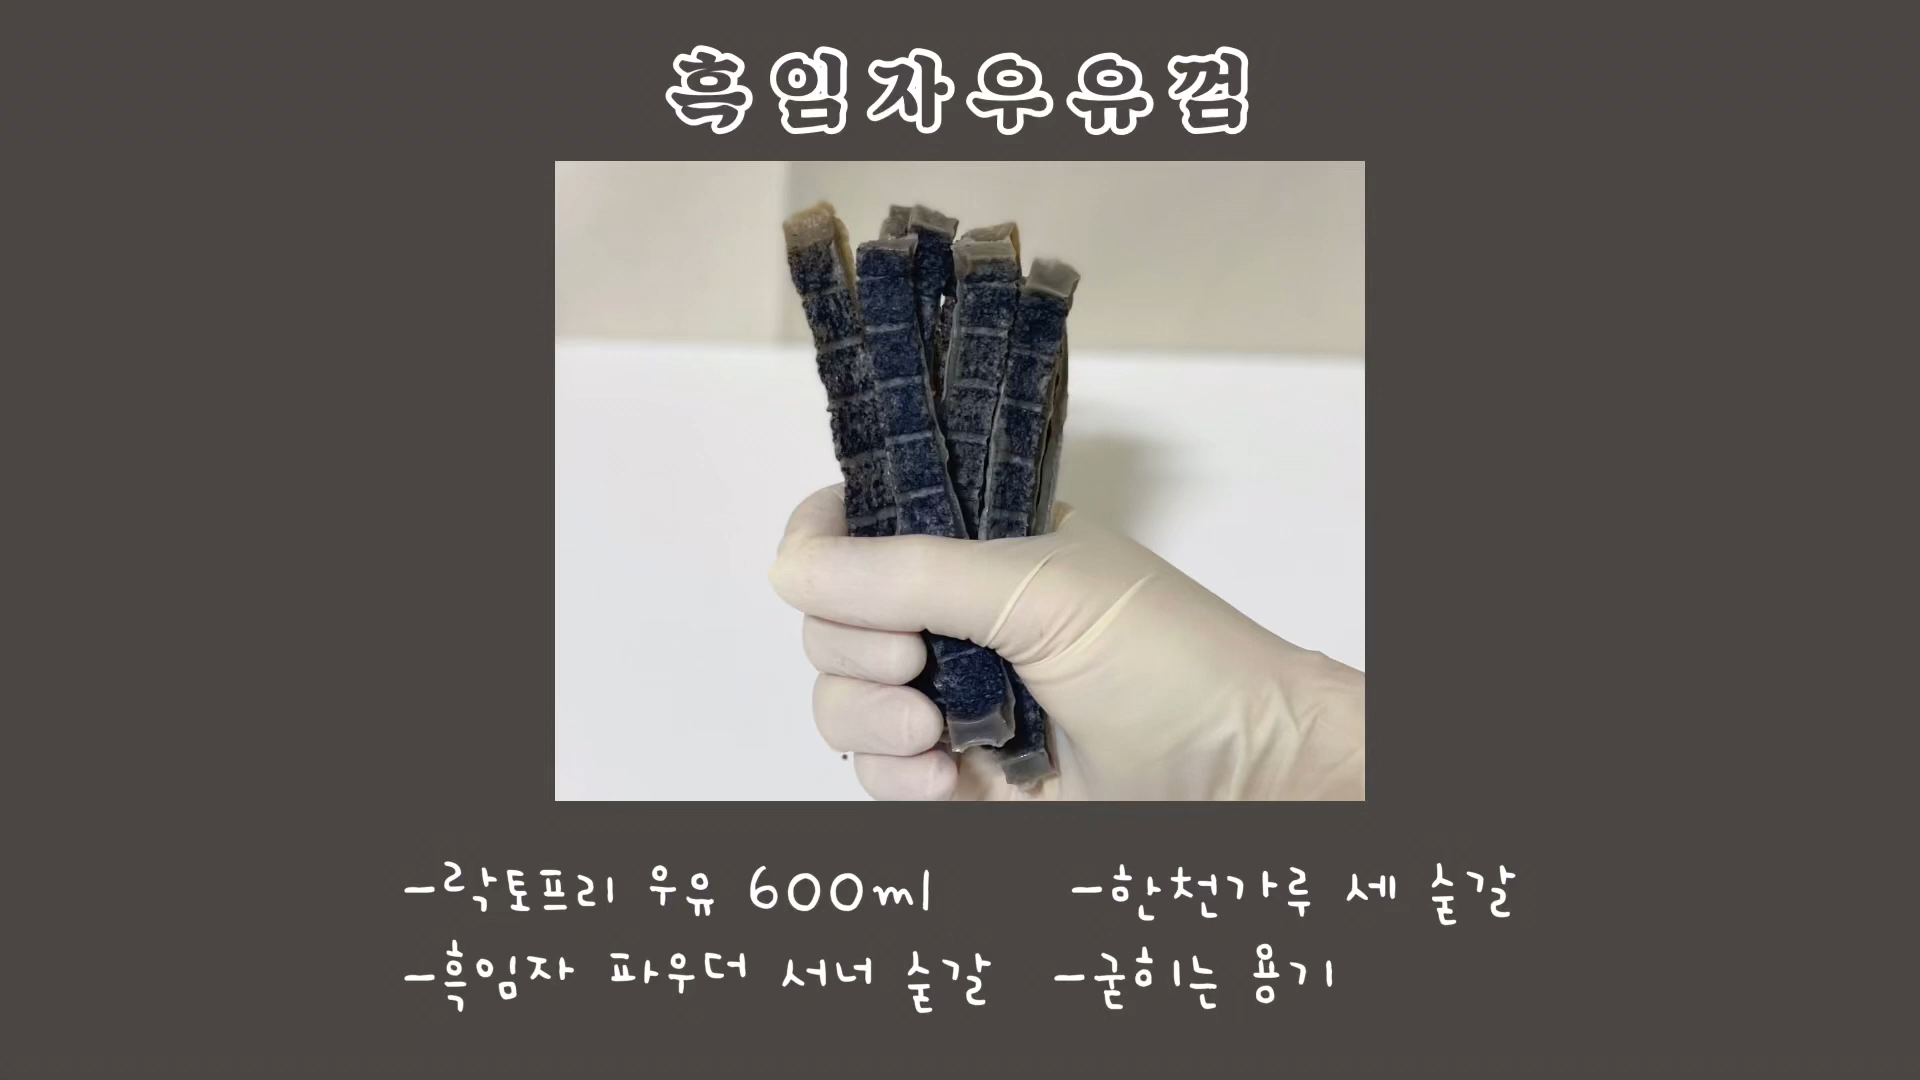 흑임자우유껌
-락토프리 우유 600ml
-한천가루 세 숟갈
-흑임자 파우더 서너 숟갈
-굳히는 용기